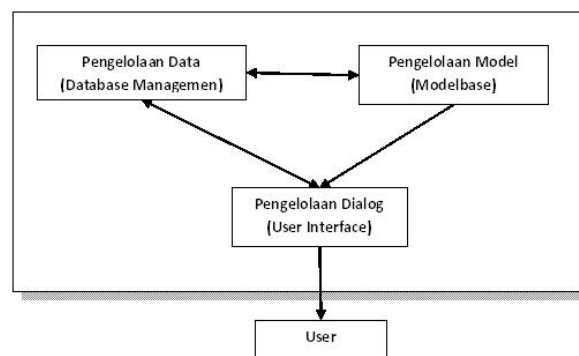 Pengelolaan Data
(Database Managemen)
Pengelolaan Model
(Modelbase)
Pengelolaan Dialog
(User Interface)
User